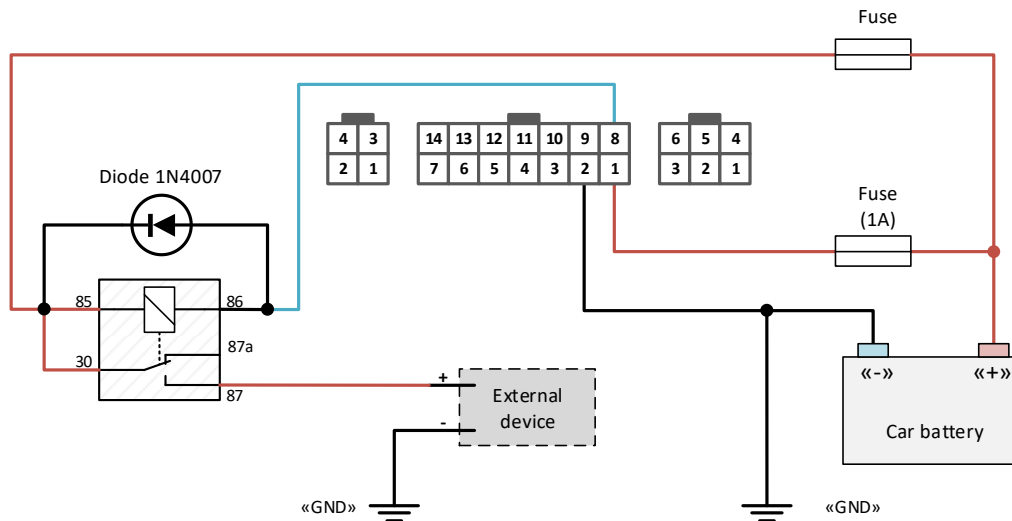 Fuse
4 3
14 13 12 11 10 9 8
6 5 4
2 1
7 6 5 4 3 2 1
3 2 1
Diode 1N4007
Fuse
(1A)
85
86
87a
30
87
+
-
External
device
«-»
«+»
Car battery
«GND»
«GND»